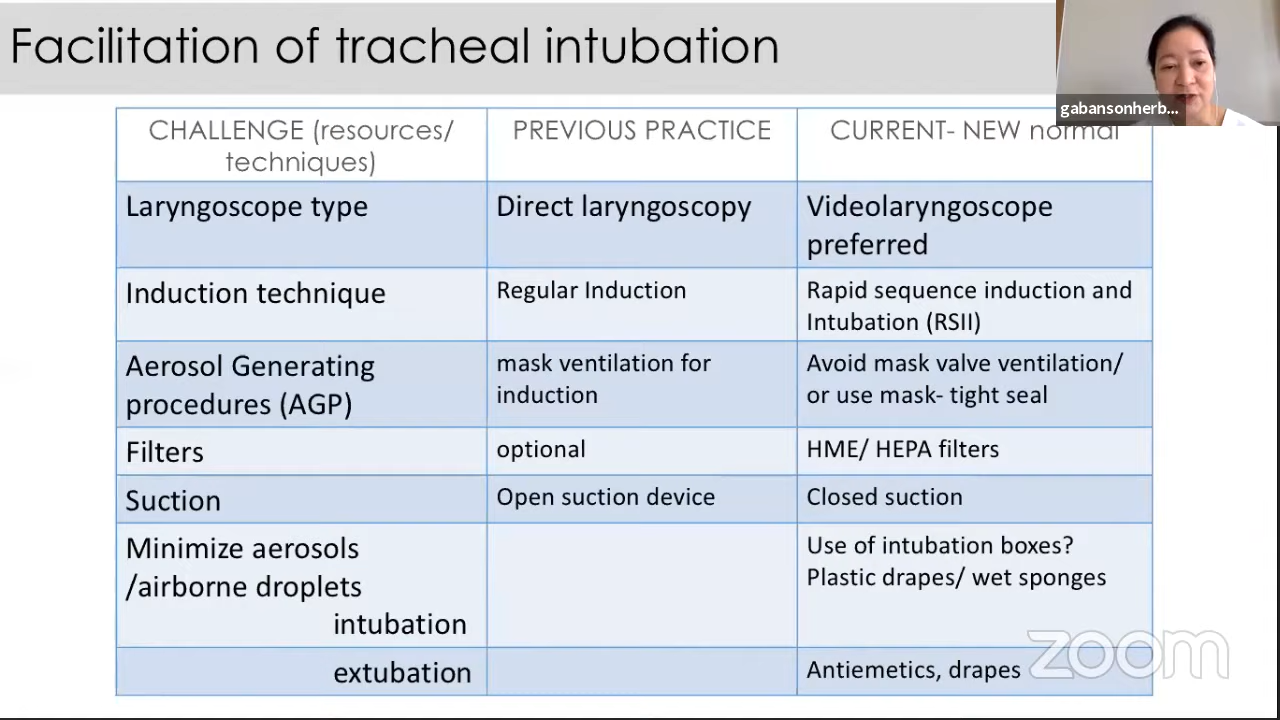 Facilitation of tracheal intubation
gabansonherb...
CHALLENGE (resources/
techniques)
PREVIOUS PRACTICE
CURRENT- NEW normal
Laryngoscope type
Direct laryngoscopy
Videolaryngoscope
preferred
Induction technique
Regular Induction
Rapid sequence induction and
Intubation (RSII)
Aerosol Generating
procedures (AGP)
mask ventilation for
induction
Avoid mask valve ventilation/
or use mask- tight seal
Filters
optional
HME/ HEPA filters
Suction
Open suction device
Closed suction
Minimize aerosols
/airborne droplets
intubation
Use of intubation boxes?
Plastic drapes/ wet sponges
extubation
Antiemetics, drapes
zoom